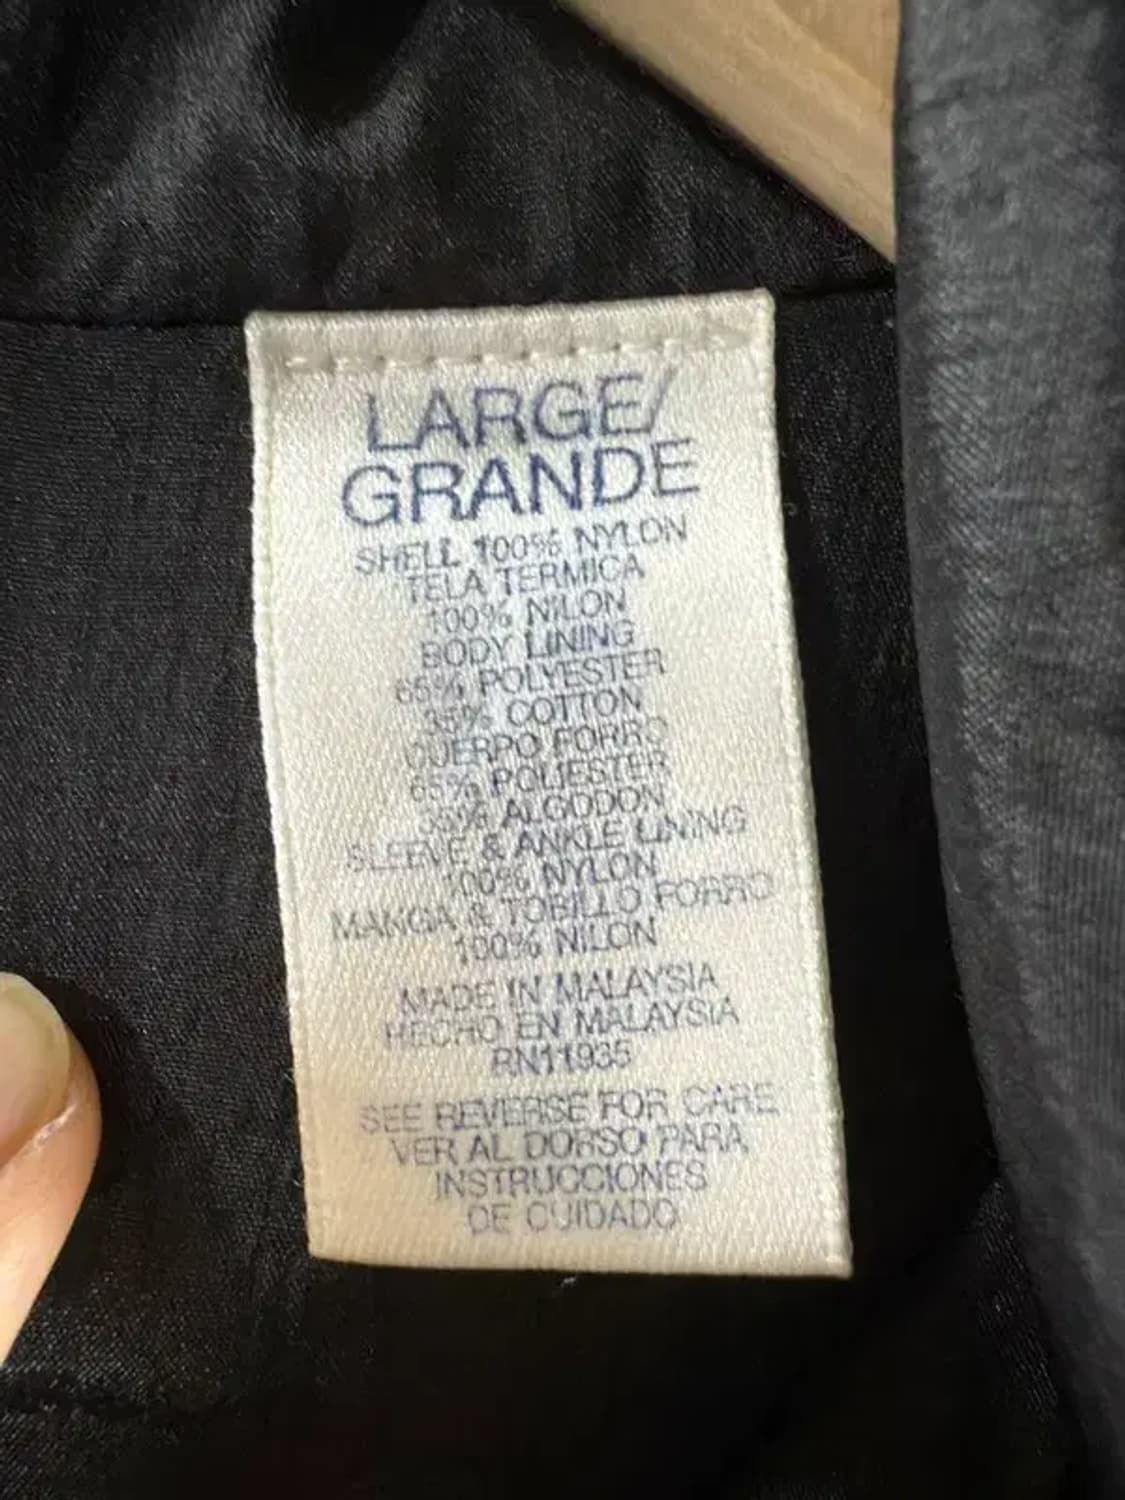 LARGE/
GRANDE
SHELL 100% NYLON
TELA TERMICA
100% NILON
BODY LINING
65% POLYESTER
35% COTTON
CUERPO FORRO
65% POLIESTER
35% ALGODON
SLEEVE & ANKLE LINING
100% NYLON
MANGA & TOBILLO FORRO
100% NILON
MADE IN MALAYSIA
HECHO EN MALAYSIA
RN11935
SEE REVERSE FOR CARE
VER AL DORSO PARA
INSTRUCCIONES
DE CUIDADO